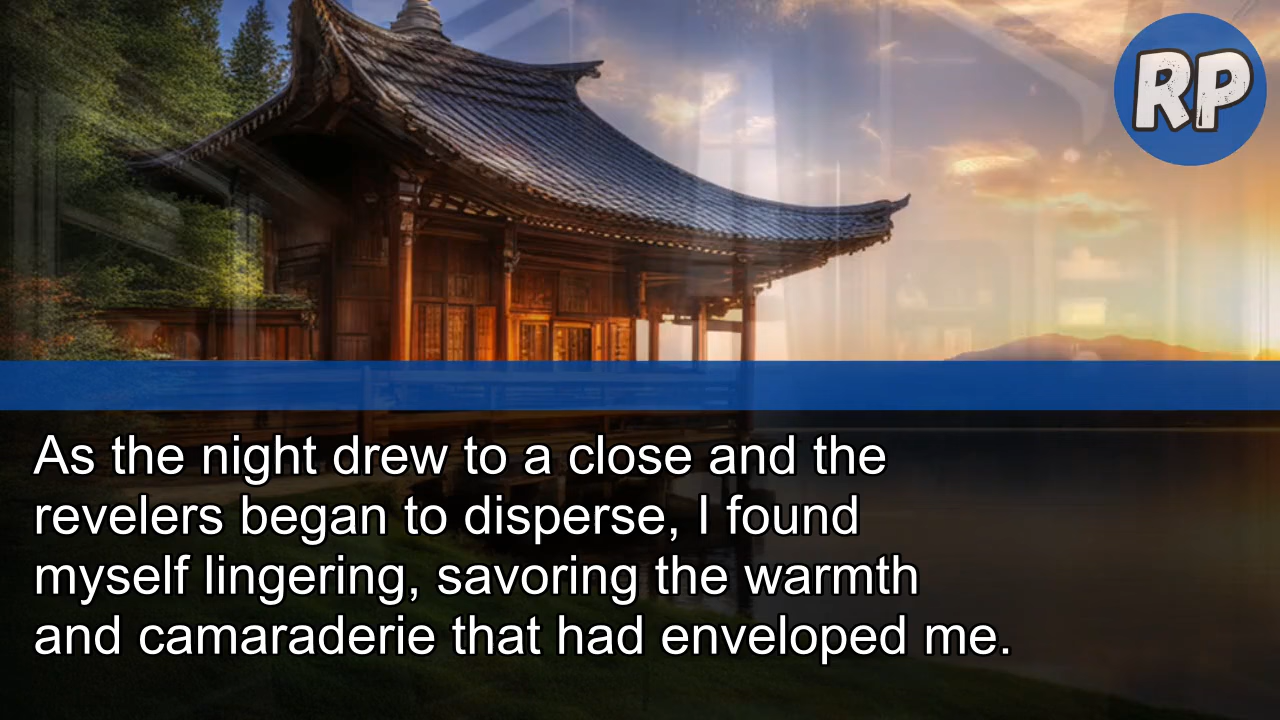 RP
As the night drew to a close and the
revelers began to disperse, I found
myself lingering, savoring the warmth
and camaraderie that had enveloped me.